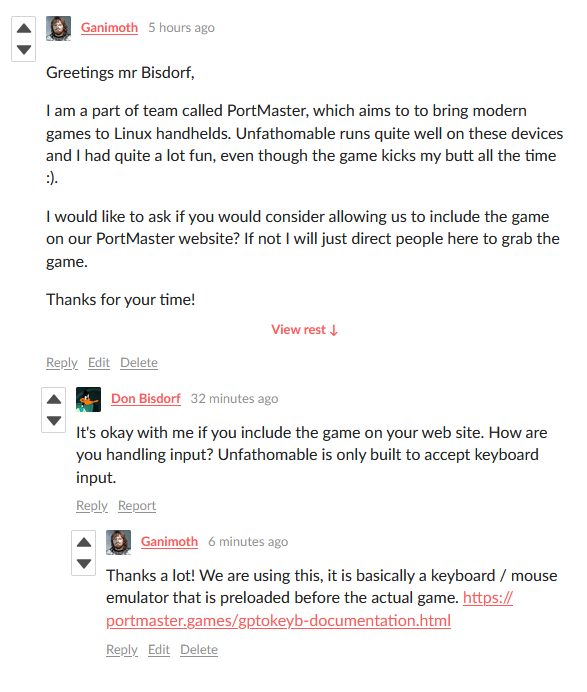 Ganimoth 5 hours ago
Greetings mr Bisdorf,
I am a part of team called PortMaster, which aims to to bring modern
games to Linux handhelds. Unfathomable runs quite well on these devices
and I had quite a lot fun, even though the game kicks my butt all the time
:).
I would like to ask if you would consider allowing us to include the game
on our PortMaster website? If not I will just direct people here to grab the
game.
Thanks for your time!
View rest ↓
Reply Edit Delete
Don Bisdorf 32 minutes ago
It's okay with me if you include the game on your web site. How are
you handling input? Unfathomable is only built to accept keyboard
input.
Reply Report
Ganimoth 6 minutes ago
Thanks a lot! We are using this, it is basically a keyboard / mouse
emulator that is preloaded before the actual game. https://
portmaster.games/gptokeyb-documentation.html
Reply Edit Delete